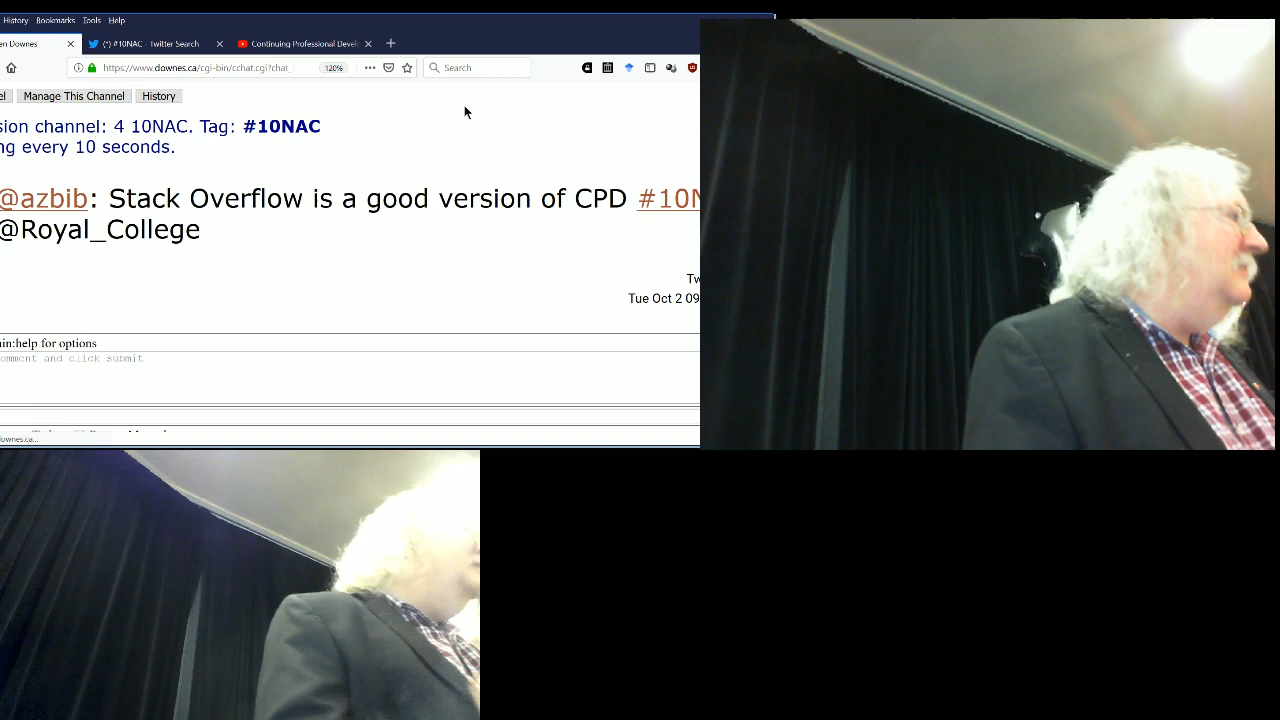 History Bookmarks Tools Help
en Downes
(*) #10NAC - Twitter Search
Continuing Professional Develo
https://www.downes.ca/cgi-bin/cchat.cgi?chat_
120%
Search
el Manage This Channel History
sion channel: 4 10NAC. Tag: #10NAC
ng every 10 seconds.
@azbib: Stack Overflow is a good version of CPD #10N
@Royal_College
Tw
Tue Oct 2 09
in:help for options
omment and click submit
ownes.ca...